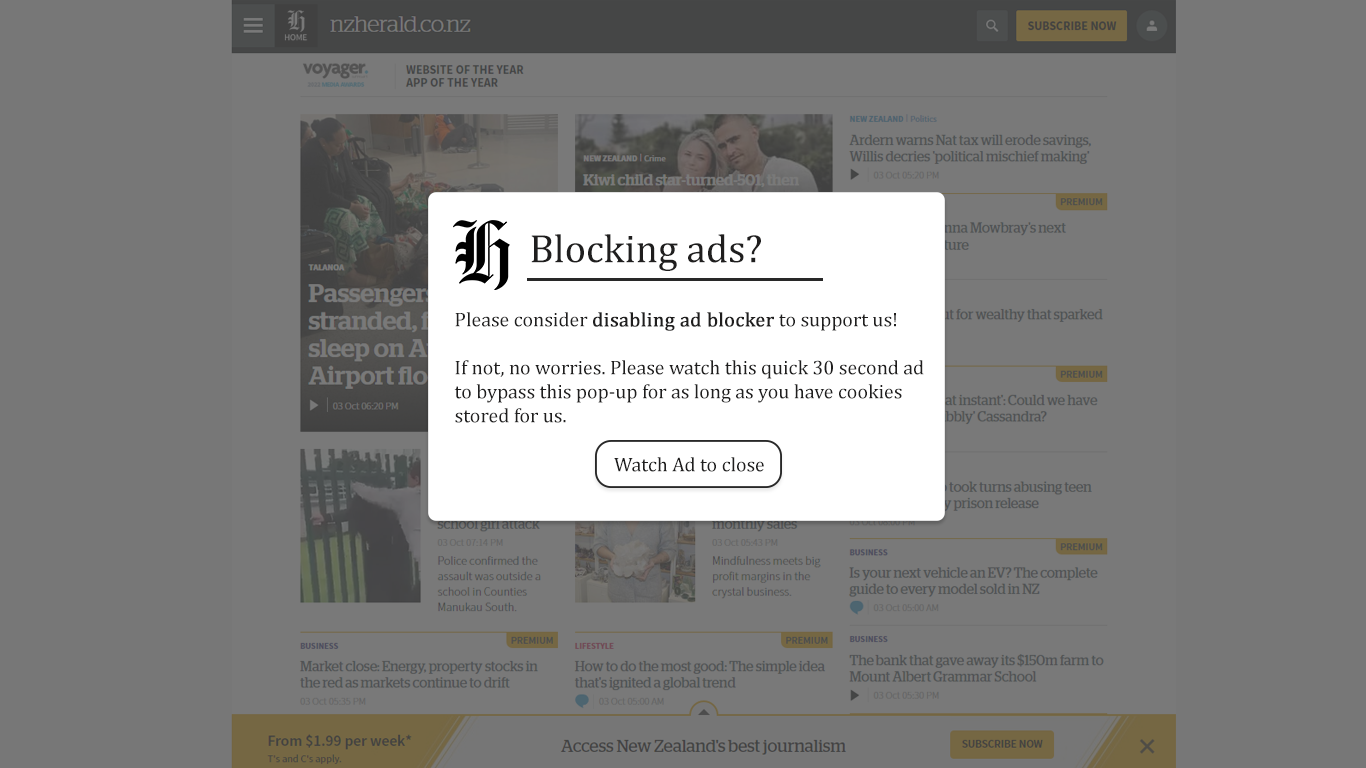 HOME
nzherald.co.nz
SUBSCRIBE NOW
voyager
2021 MEDIA AWARDS
WEBSITE OF THE YEAR
APP OF THE YEAR
TALANOA
Passengers
stranded,
sleep on A
Airport flo
03 Oct 06:20 PM
NEW ZEALAND | Crime
Kiwi child star-turned-501, then
NEW ZEALAND | Politics
Ardern warns Nat tax will erode savings,
Willis decries 'political mischief making'
03 Oct 05:20 PM
PREMIUM
nna Mowbray's next
ture
t for wealthy that sparked
PREMIUM
at instant': Could we have
bbly' Cassandra?
took turns abusing teen
y prison release
Blocking ads?
Please consider disabling ad blocker to support us!
If not, no worries. Please watch this quick 30 second ad
to bypass this pop-up for as long as you have cookies
stored for us.
Watch Ad to close
school girl attack
03 Oct 07:14 PM
Police confirmed the
assault was outside a
school in Counties
Manukau South.
monthly sales
03 Oct 05:43 PM
Mindfulness meets big
profit margins in the
crystal business.
BUSINESS
PREMIUM
Is your next vehicle an EV? The complete
guide to every model sold in NZ
03 Oct 05:00 AM
BUSINESS
PREMIUM
Market close: Energy, property stocks in
the red as markets continue to drift
03 Oct 05:35 PM
LIFESTYLE
PREMIUM
How to do the most good: The simple idea
that's ignited a global trend
03 Oct 05:00 AM
BUSINESS
The bank that gave away its $150m farm to
Mount Albert Grammar School
03 Oct 05:30 PM
From $1.99 per week*
T's and C's apply.
Access New Zealand's best journalism
SUBSCRIBE NOW